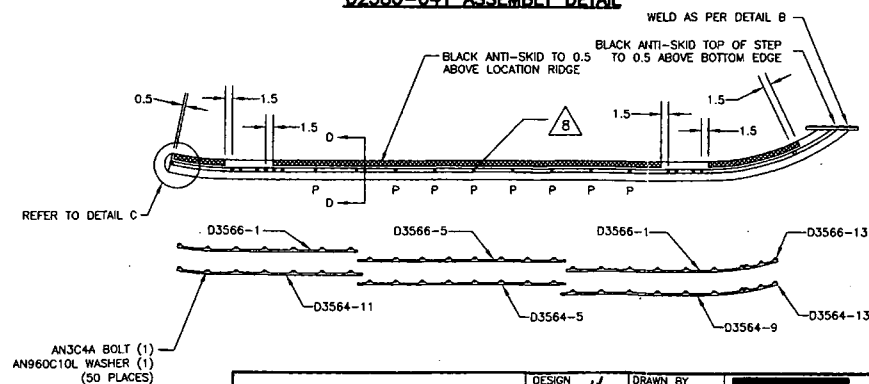 D2580-041 ASSEMBLY DETAIL
WELD AS PER DETAIL B
BLACK ANTI-SKID TO 0.5
ABOVE LOCATION RIDGE
BLACK ANTI-SKID TOP OF STEP
TO 0.5 ABOVE BOTTOM EDGE
0.5
1.5
1.5
D
8
1.5
1.5
1.5
D
P P P P P P P P
REFER TO DETAIL C
D3566-1
D3566-5
D3566-1
D3566-13
D3564-11
D3564-5
D3564-9
D3564-13
AN3C4A BOLT (1)
AN960C10L WASHER (1)
(50 PLACES)
DESIGN
DRAWN BY